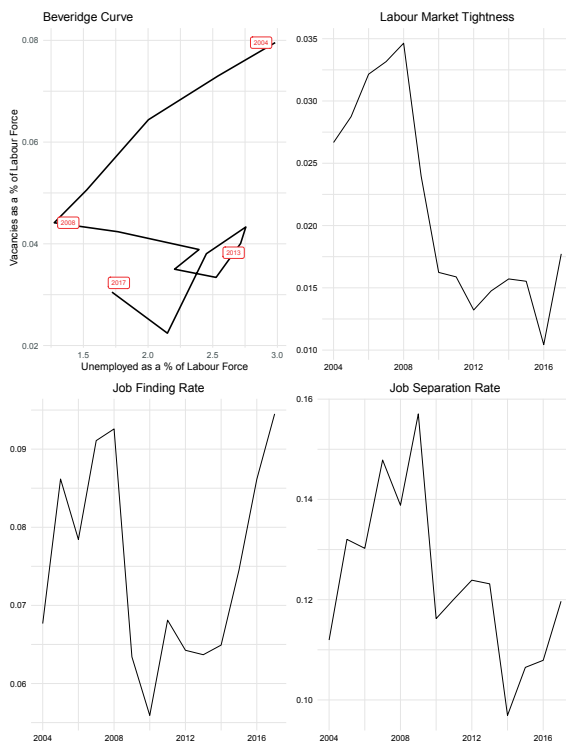 Beveridge Curve
Vacancies as a % of Labour Force
0.08
0.06
0.04
0.02
2004
2008
2013
2017
1.5 2.0 2.5 3.0
Unemployed as a % of Labour Force
Labour Market Tightness
0.035
0.030
0.025
0.020
0.015
0.010
2004 2008 2012 2016
Job Finding Rate
0.09
0.08
0.07
0.06
2004 2008 2012 2016
Job Separation Rate
0.16
0.14
0.12
0.10
2004 2008 2012 2016